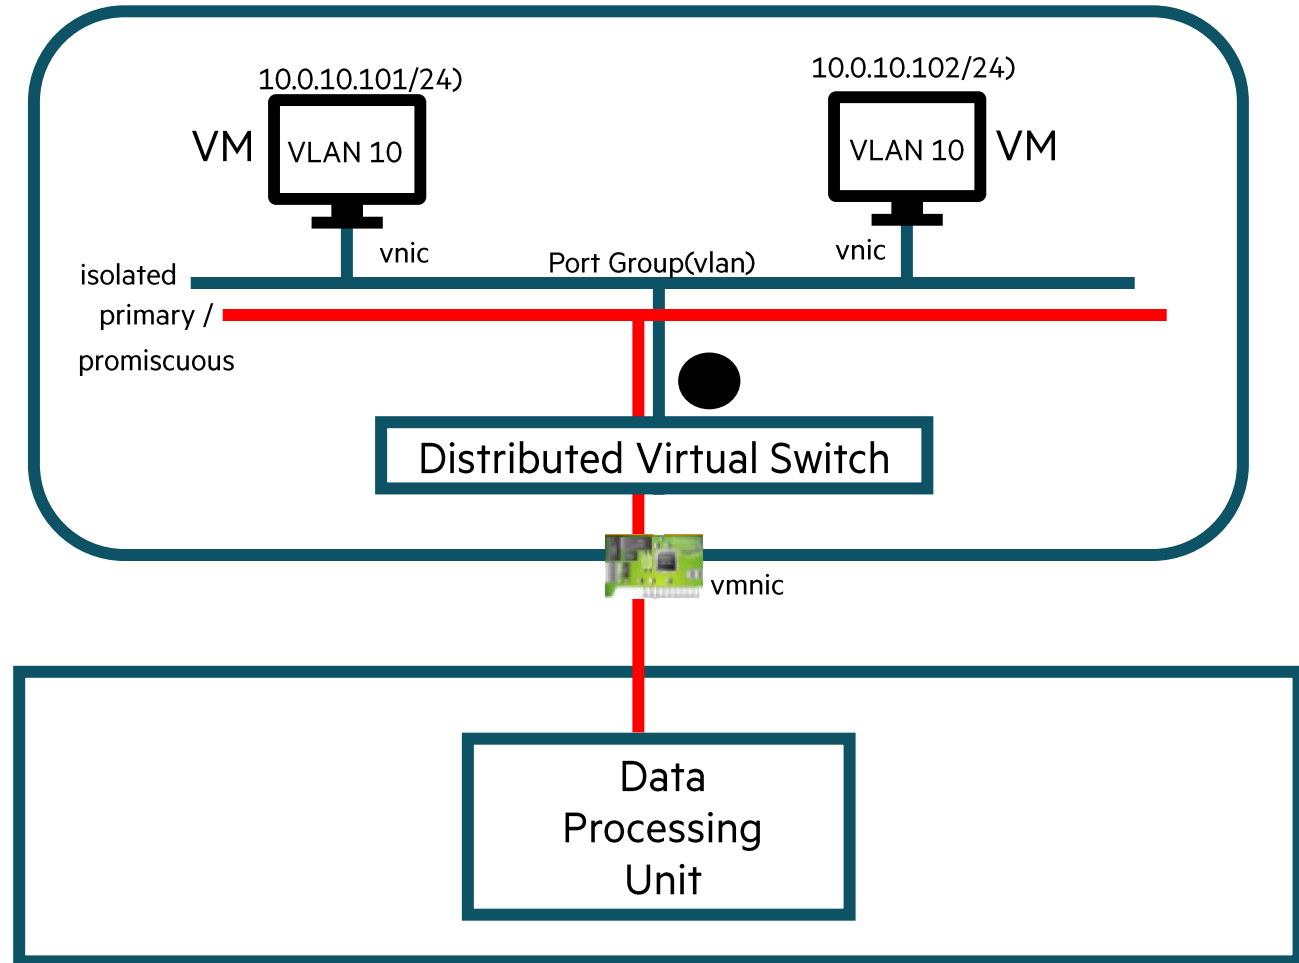 10.0.10.101/24)
10.0.10.102/24)
VM
VLAN 10
VLAN 10
VM
vnic
vnic
Port Group(vlan)
isolated
primary /
promiscuous
Distributed Virtual Switch
vmnic
Data
Processing
Unit